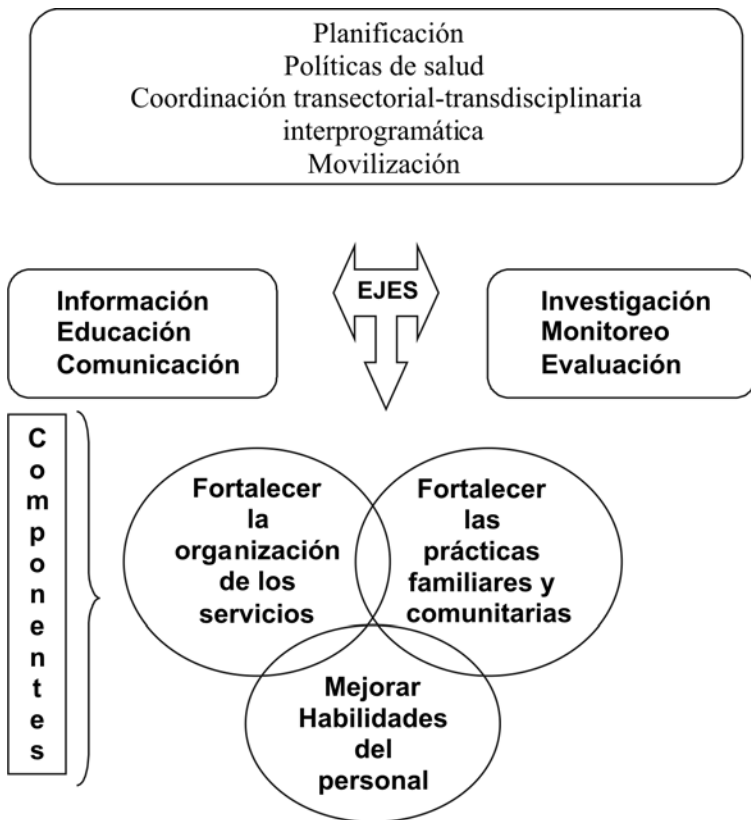 Planificación
Políticas de salud
Coordinación transectorial-transdisciplinaria
interprogramática
Movilización
Información
Educación
Comunicación
EJES
Investigación
Monitoreo
Evaluación
Componentes
Fortalecer
la
organización
de los
servicios
Fortalecer
las
prácticas
familiares y
comunitarias
Mejorar
Habilidades
del
personal